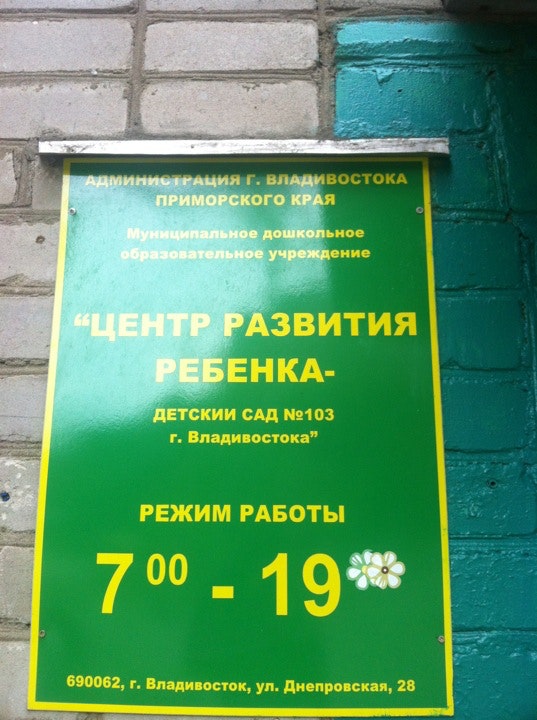 АДМИНИСТРАЦИЯ Г. ВЛАДИВОСТОКА
ПРИМОРСКОГО КРАЯ
Муниципальное дошкольное
образовательное учреждение
“ЦЕНТР РАЗВИТИЯ
РЕБЕНКА-
ДЕТСКИЙ САД №103
г. Владивостока”
РЕЖИМ РАБОТЫ
7 00 - 19
690062, г. Владивосток, ул. Днепровская, 28